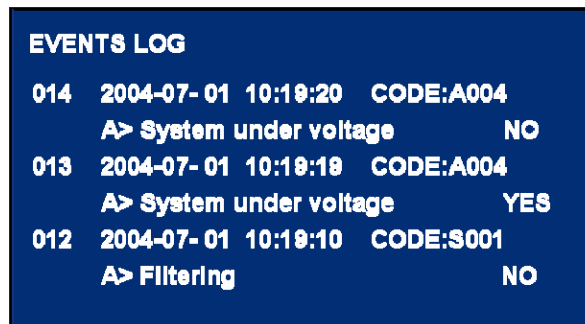 EVENTS LOG
014 2004-07- 01 10:19:20 CODE:A004
A> System under voltage NO
013 2004-07- 01 10:19:19 CODE:A004
A> System under voltage YES
012 2004-07- 01 10:19:10 CODE:S001
A> Filtering NO